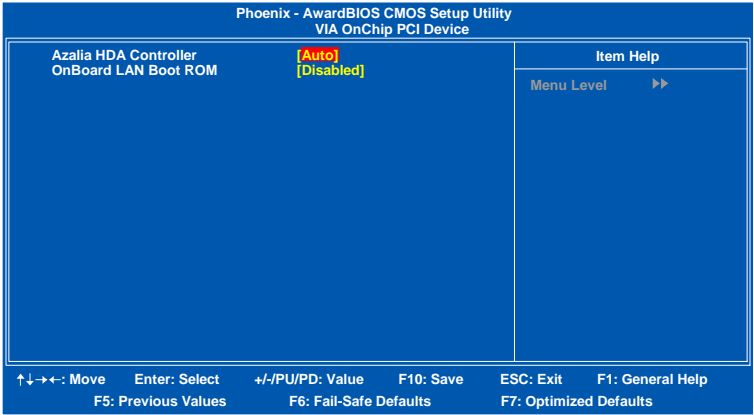 Phoenix - AwardBIOS CMOS Setup Utility
VIA OnChip PCI Device
Azalia HDA Controller [Auto]
OnBoard LAN Boot ROM [Disabled]
Item Help
Menu Level ▶▶
↑↓→←: Move Enter: Select +/-/PU/PD: Value F10: Save ESC: Exit F1: General Help
F5: Previous Values F6: Fail-Safe Defaults F7: Optimized Defaults